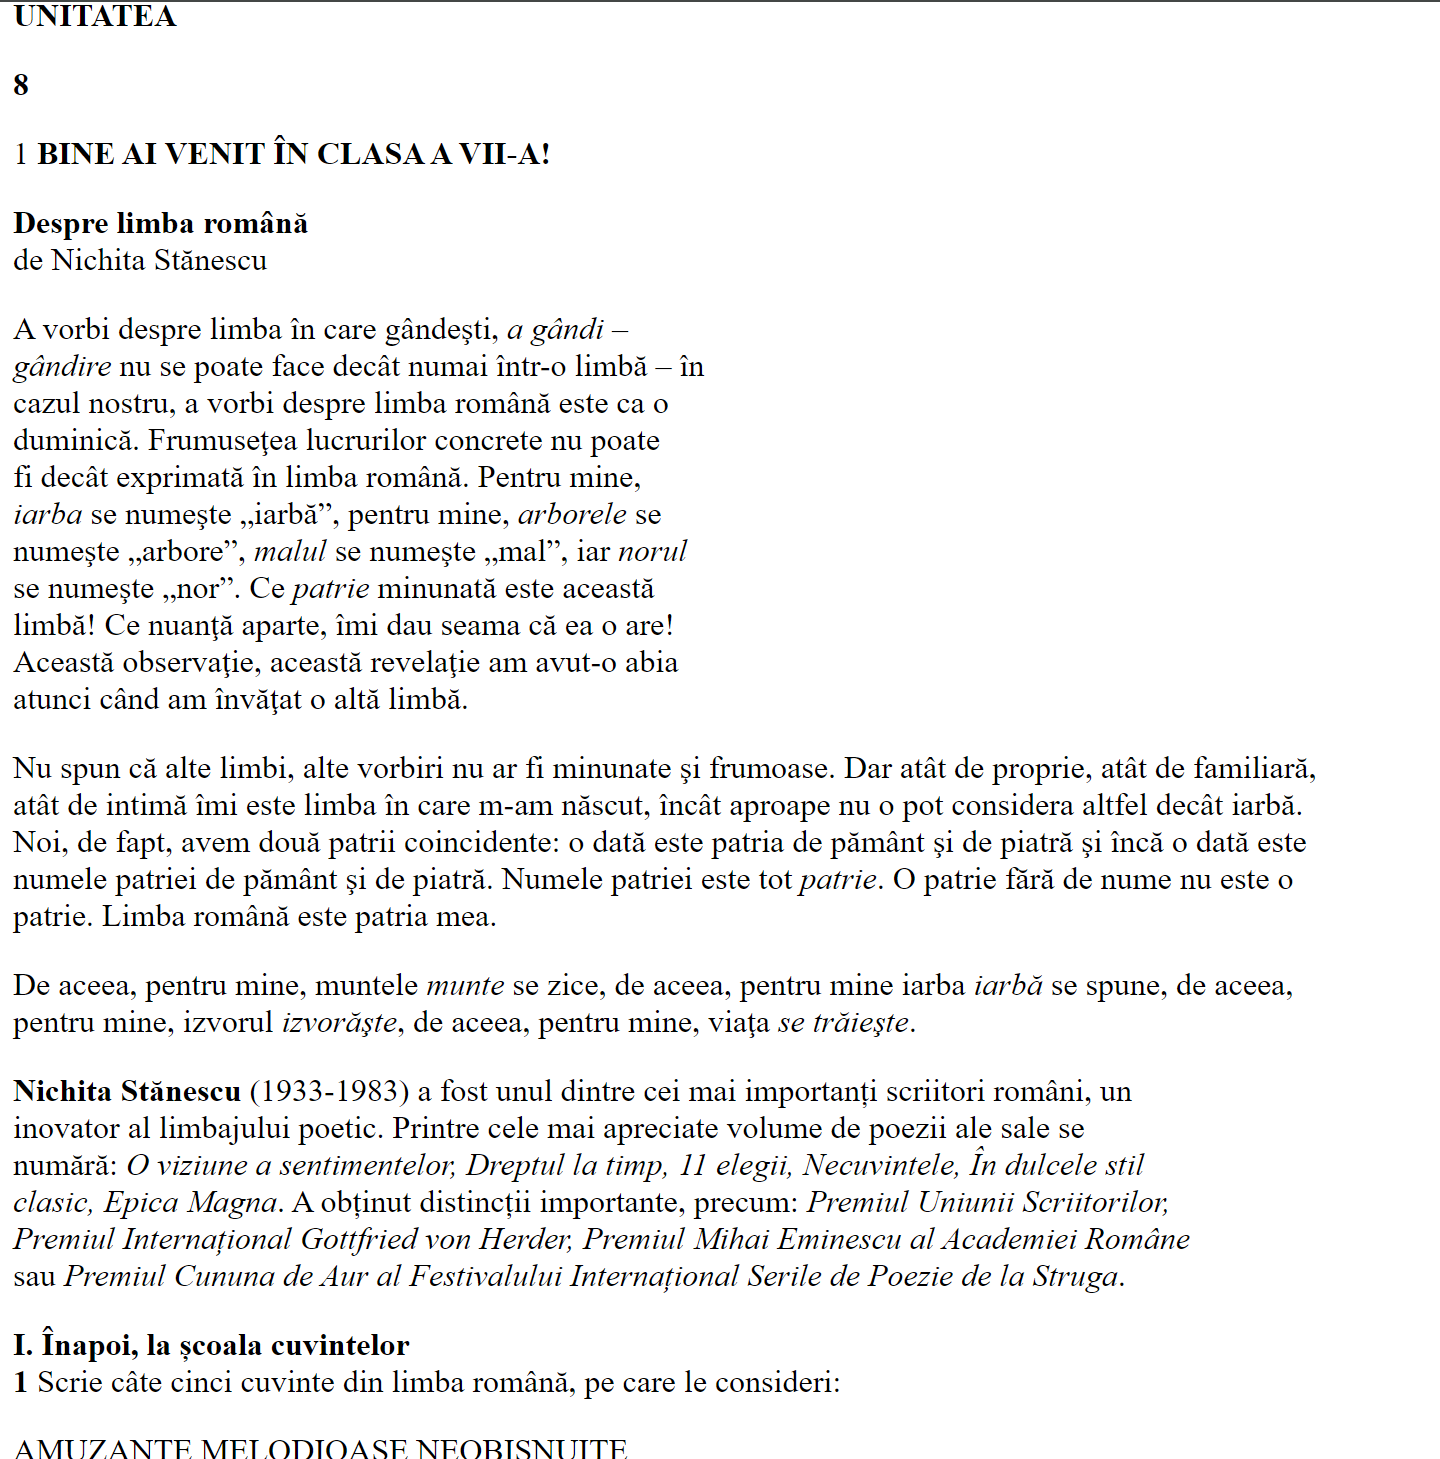 UNITATEA
8
1 BINE AI VENIT ÎN CLASA A VII-A!
Despre limba română
de Nichita Stănescu
A vorbi despre limba în care gândeşti, a gândi –
gândire nu se poate face decât numai într-o limbă – în
cazul nostru, a vorbi despre limba română este ca o
duminică. Frumuseţea lucrurilor concrete nu poate
fi decât exprimată în limba română. Pentru mine,
iarba se numeşte „iarbă”, pentru mine, arborele se
numeşte „arbore”, malul se numeşte „mal”, iar norul
se numeşte „nor”. Ce patrie minunată este această
limbă! Ce nuanţă aparte, îmi dau seama că ea o are!
Această observaţie, această revelaţie am avut-o abia
atunci când am învăţat o altă limbă.
Nu spun că alte limbi, alte vorbiri nu ar fi minunate şi frumoase. Dar atât de proprie, atât de familiară,
atât de intimă îmi este limba în care m-am născut, încât aproape nu o pot considera altfel decât iarbă.
Noi, de fapt, avem două patrii coincidente: o dată este patria de pământ şi de piatră şi încă o dată este
numele patriei de pământ şi de piatră. Numele patriei este tot patrie. O patrie fără de nume nu este o
patrie. Limba română este patria mea.
De aceea, pentru mine, muntele munte se zice, de aceea, pentru mine iarba iarbă se spune, de aceea,
pentru mine, izvorul izvorăşte, de aceea, pentru mine, viaţa se trăieşte.
Nichita Stănescu (1933-1983) a fost unul dintre cei mai importanți scriitori români, un
inovator al limbajului poetic. Printre cele mai apreciate volume de poezii ale sale se
numără: O viziune a sentimentelor, Dreptul la timp, 11 elegii, Necuvintele, În dulcele stil
clasic, Epica Magna. A obținut distincții importante, precum: Premiul Uniunii Scriitorilor,
Premiul Internațional Gottfried von Herder, Premiul Mihai Eminescu al Academiei Române
sau Premiul Cununa de Aur al Festivalului Internațional Serile de Poezie de la Struga.
I. Înapoi, la școala cuvintelor
1 Scrie câte cinci cuvinte din limba română, pe care le consideri:
AMUZANTE MELODIOASE NEOBIȘNUITE